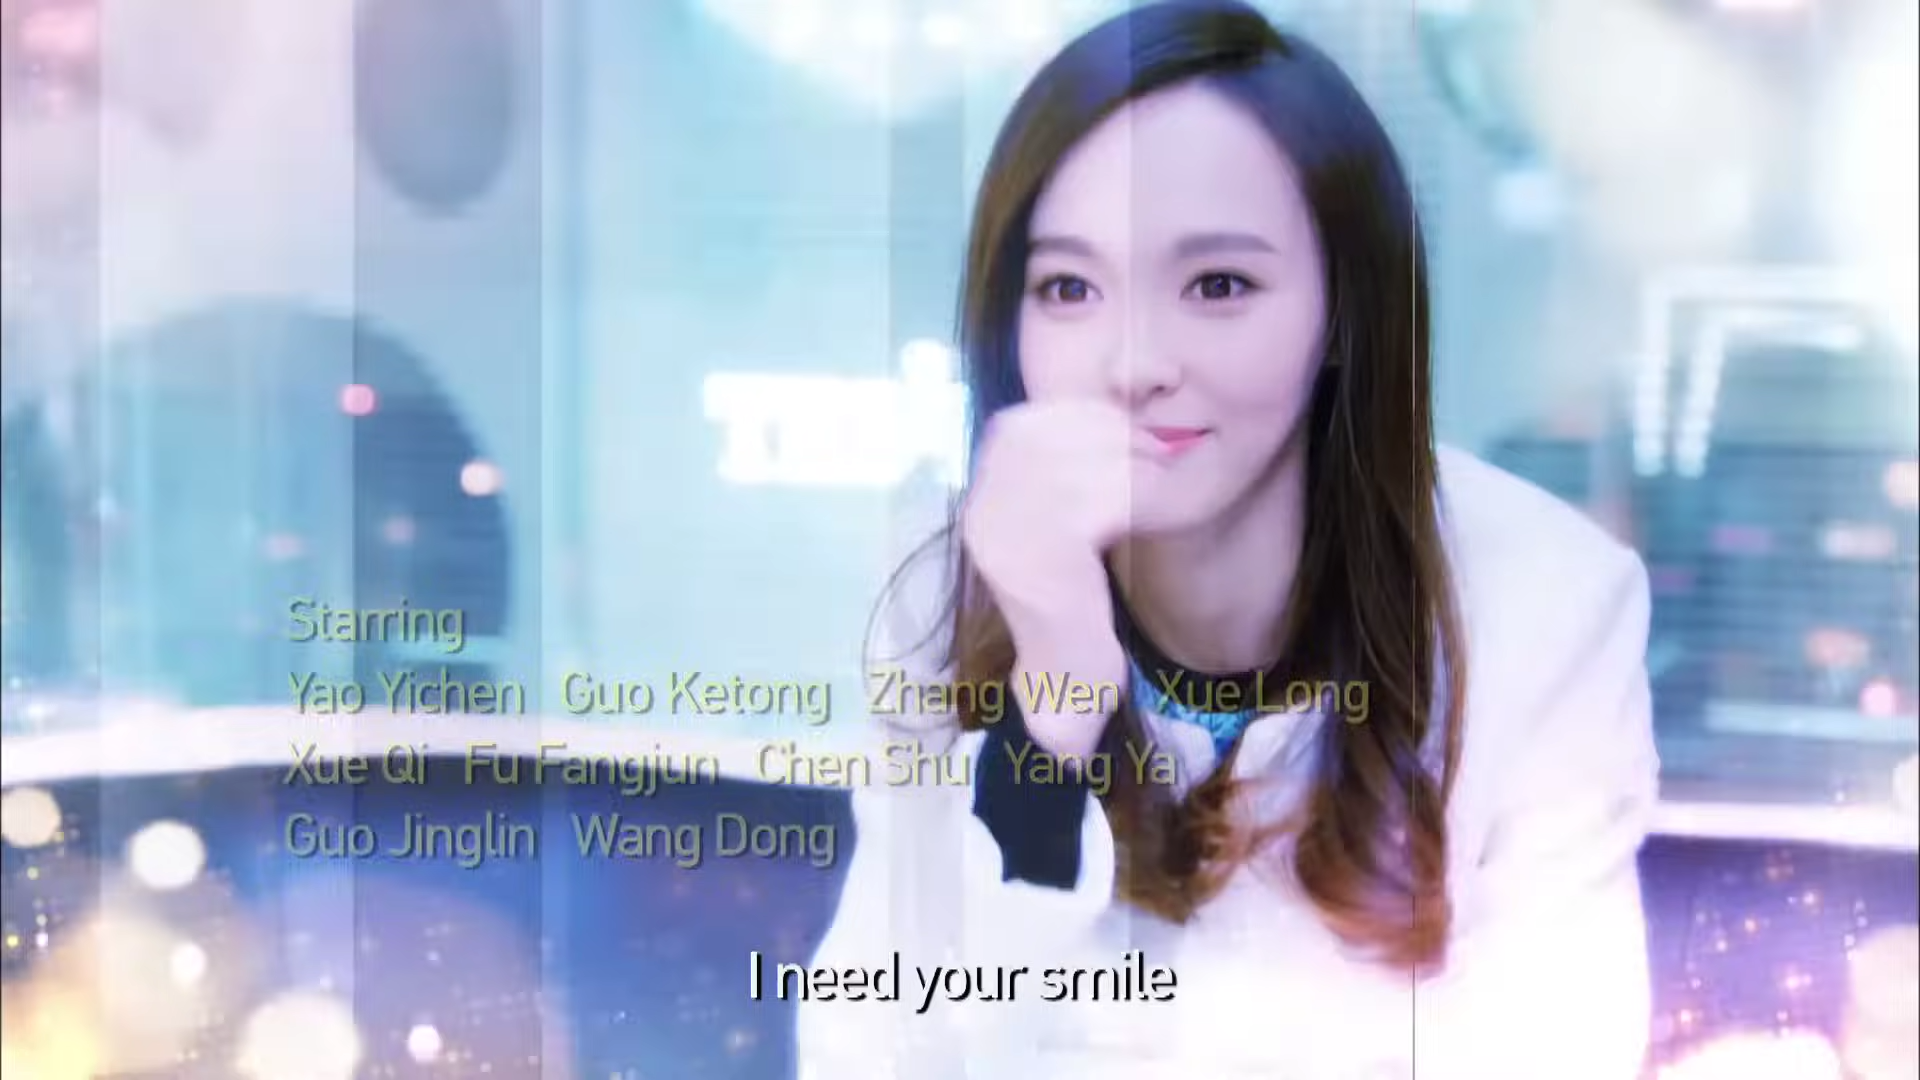 Starring
Yao Yichen Guo Ketong Zhang Wen Xue Long
Xue Qi Fu Fangjun Chen Shu Yang Ya
Guo Jinglin Wang Dong
I need your smile